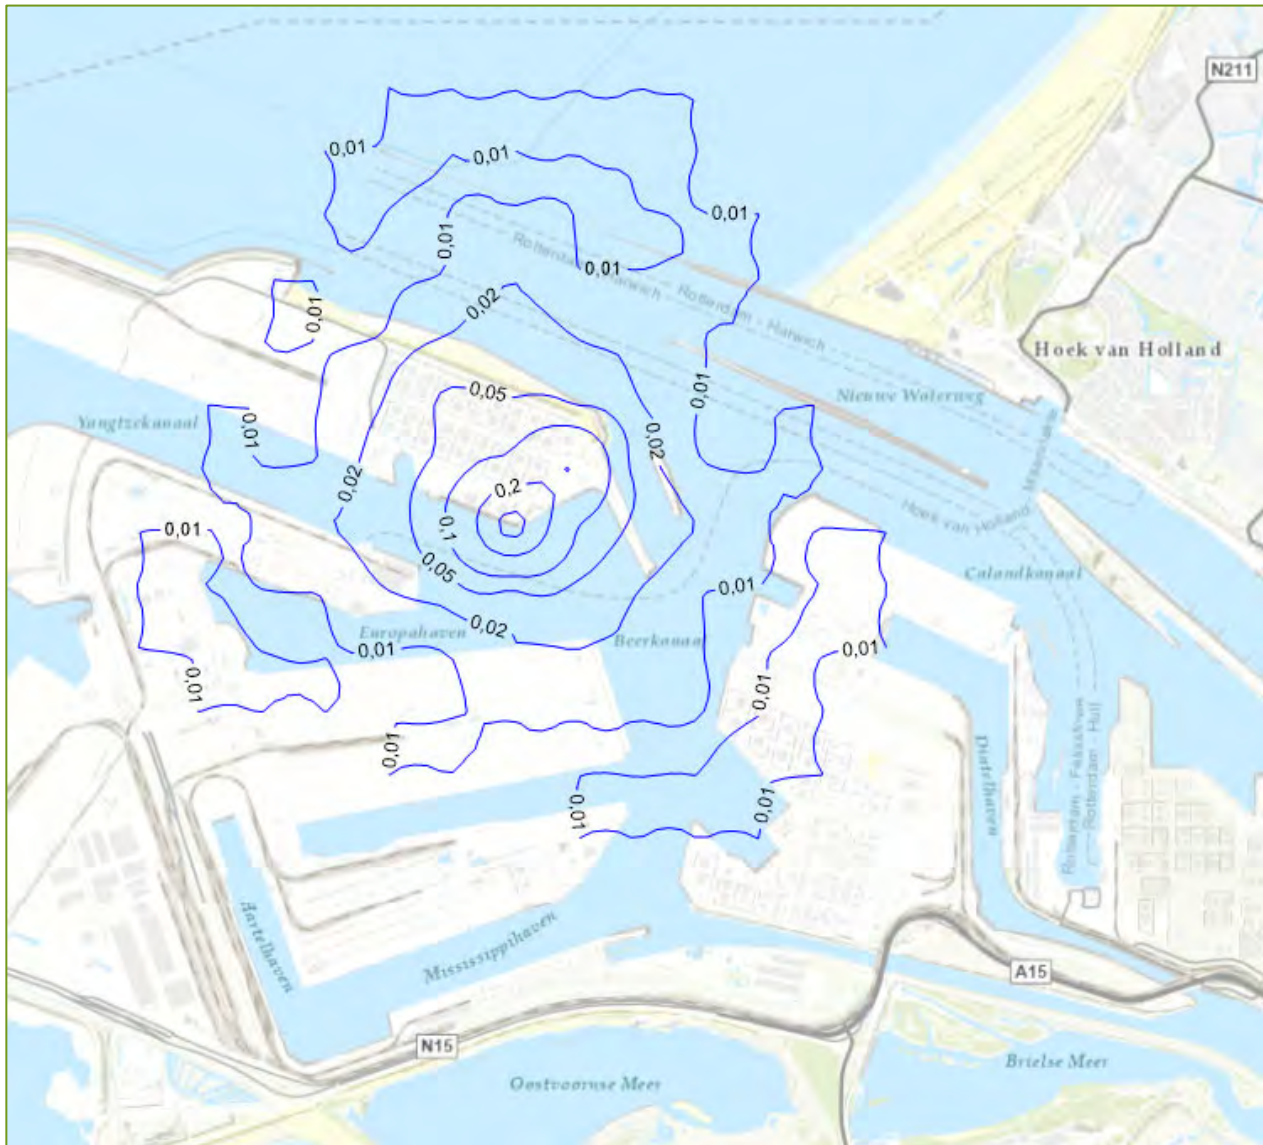 N211
0,01
0,01
0,01
0,01
0,01
Rotterdam - Harwich
Rotterdam - Harwich
0,02
0,01
Hoek van Holland
0,01
0,05
Nieuwe Waterweg
Yangtzekanaal
0,01
0,02
0,02
0,2
Hoek van Holland - Maasvlakte
0,1
0,01
0,05
Calandkanaal
0,01
0,02
Europahaven
Beerkanaal
0,01
0,01
0,01
0,01
Rotterdam - Felixstowe
Rotterdam - Hull
0,01
Dintelhaven
0,01
0,01
Hartelhaven
Mississippihaven
A15
N15
Oostvoornse Meer
Brielse Meer